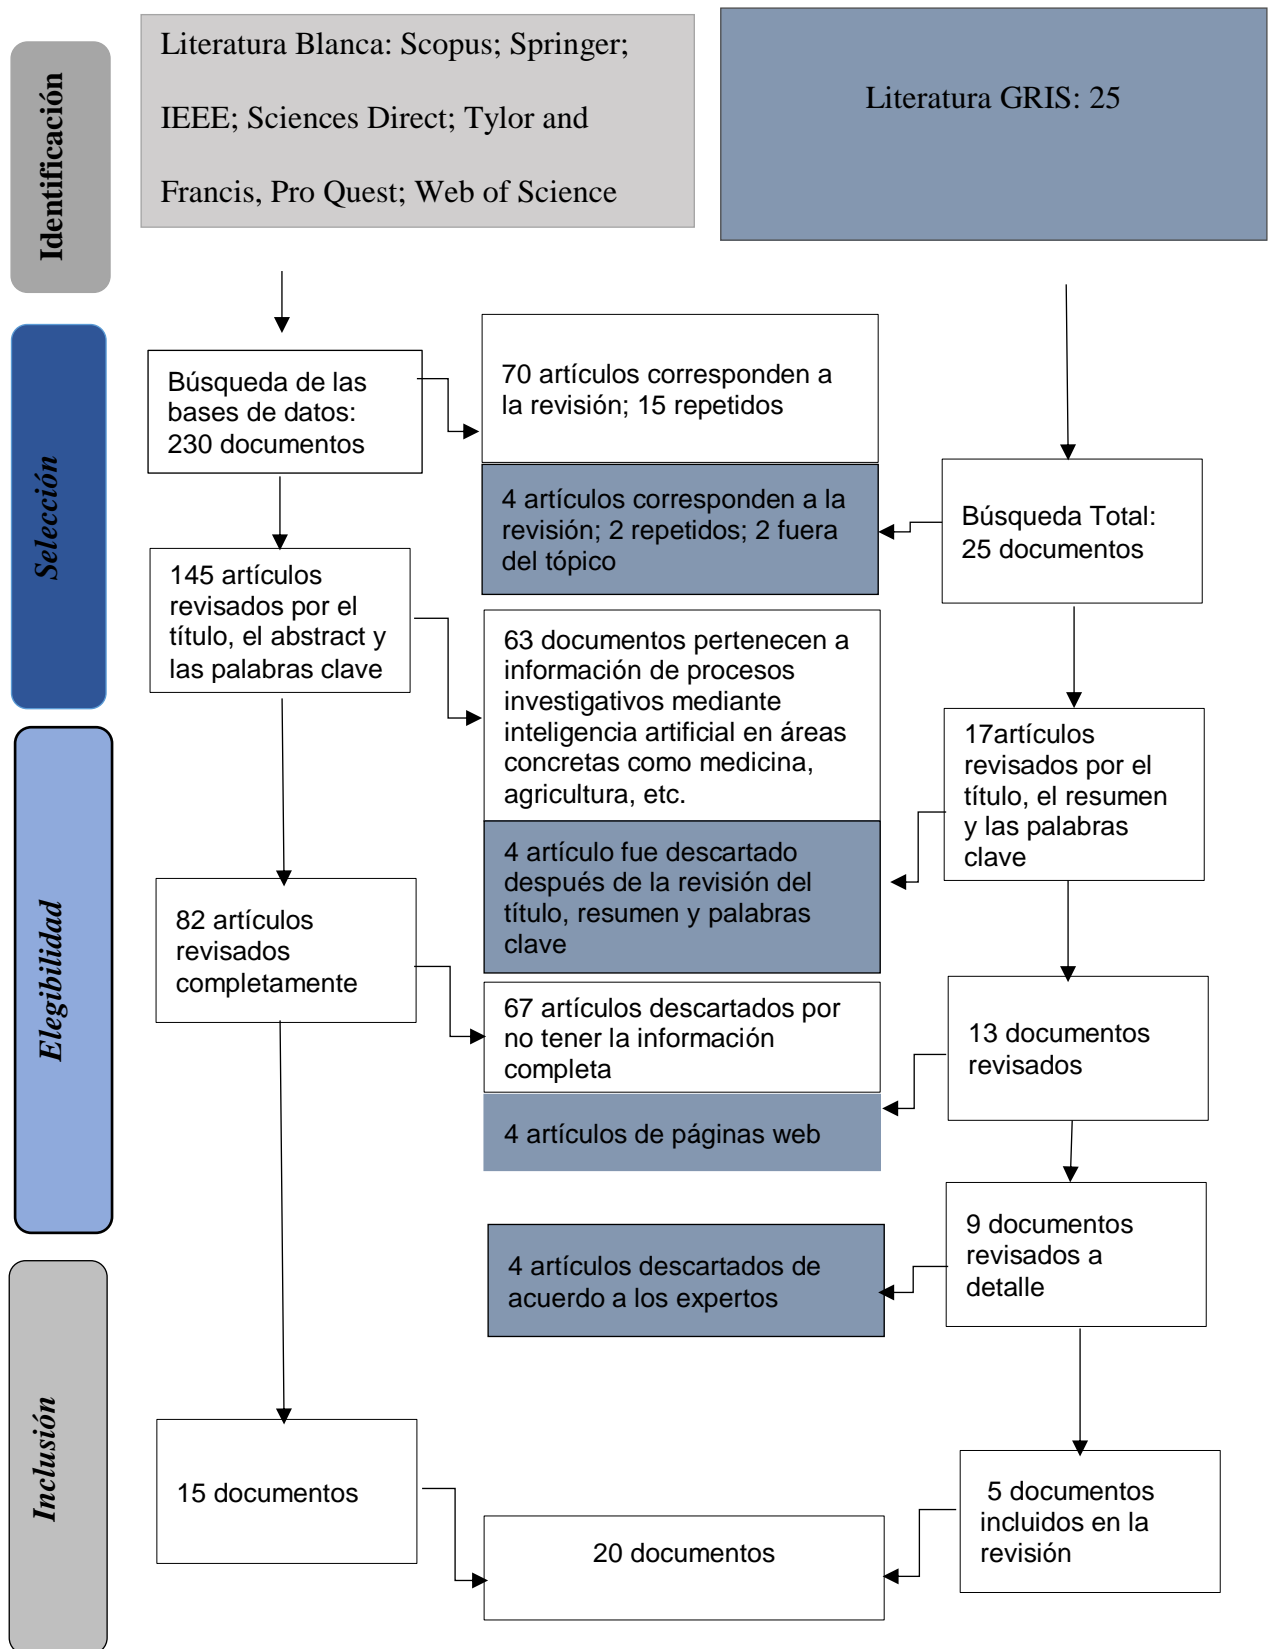 Identificación
Literatura Blanca: Scopus; Springer;
IEEE; Sciences Direct; Tylor and
Francis, Pro Quest; Web of Science
Literatura GRIS: 25
Selección
Búsqueda de las
bases de datos:
230 documentos
70 artículos corresponden a
la revisión; 15 repetidos
4 artículos corresponden a la
revisión; 2 repetidos; 2 fuera
del tópico
Búsqueda Total:
25 documentos
145 artículos
revisados por el
título, el abstract y
las palabras clave
63 documentos pertenecen a
información de procesos
investigativos mediante
inteligencia artificial en áreas
concretas como medicina,
agricultura, etc.
17artículos
revisados por el
título, el resumen
y las palabras
clave
4 artículo fue descartado
después de la revisión del
título, resumen y palabras
clave
Elegibilidad
82 artículos
revisados
completamente
67 artículos descartados por
no tener la información
completa
13 documentos
revisados
4 artículos de páginas web
9 documentos
revisados a
detalle
4 artículos descartados de
acuerdo a los expertos
Inclusión
15 documentos
5 documentos
incluidos en la
revisión
20 documentos